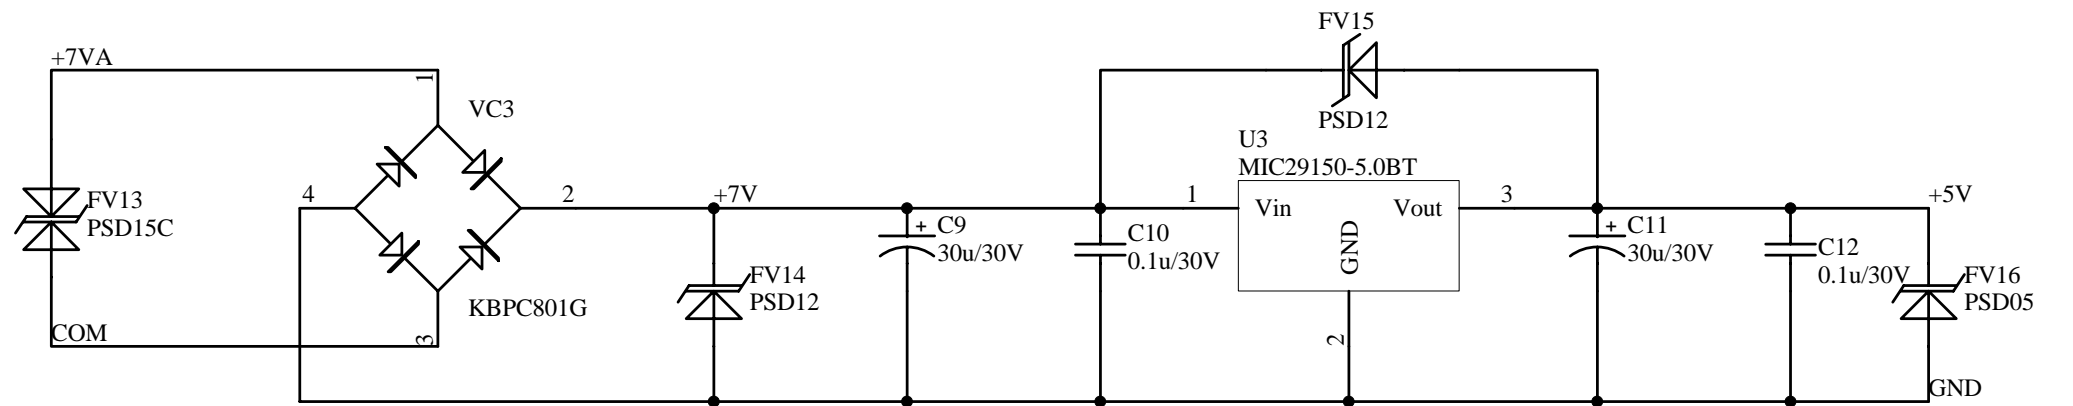 FV15
+7VA
1
VC3
PSD12
U3
MIC29150-5.0BT
4
2
+7V
1
3
+5V
FV13
PSD15C
Vin
Vout
+
C9
30u/30V
C10
0.1u/30V
GND
+
C11
30u/30V
C12
0.1u/30V
FV14
PSD12
FV16
PSD05
KBPC801G
COM
3
2
GND